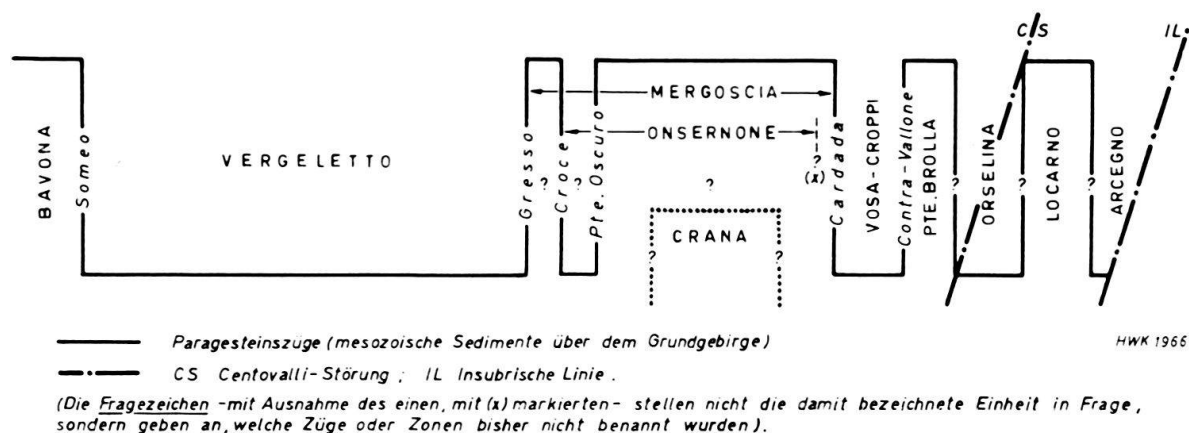 CS
IL
MERGOSCIA
ONSERNONE
BAVONA
Someo
VERGELETTO
Gresso
?
Croce
?
Pte. Oscuro
?
CRANA
?
?
?
(x)
Cardada
VOSA-CROPPI
Contra-Vallone
PTE. BROLLA
?
ORSELINA
?
LOCARNO
?
ARCEGNO
Paragesteinszüge (mesozoische Sedimente über dem Grundgebirge)
HWK 1966
CS Centovalli-Störung ; IL Insubrische Linie .
(Die Fragezeichen -mit Ausnahme des einen, mit (x) markierten- stellen nicht die damit bezeichnete Einheit in Frage,
sondern geben an, welche Züge oder Zonen bisher nicht benannt wurden).